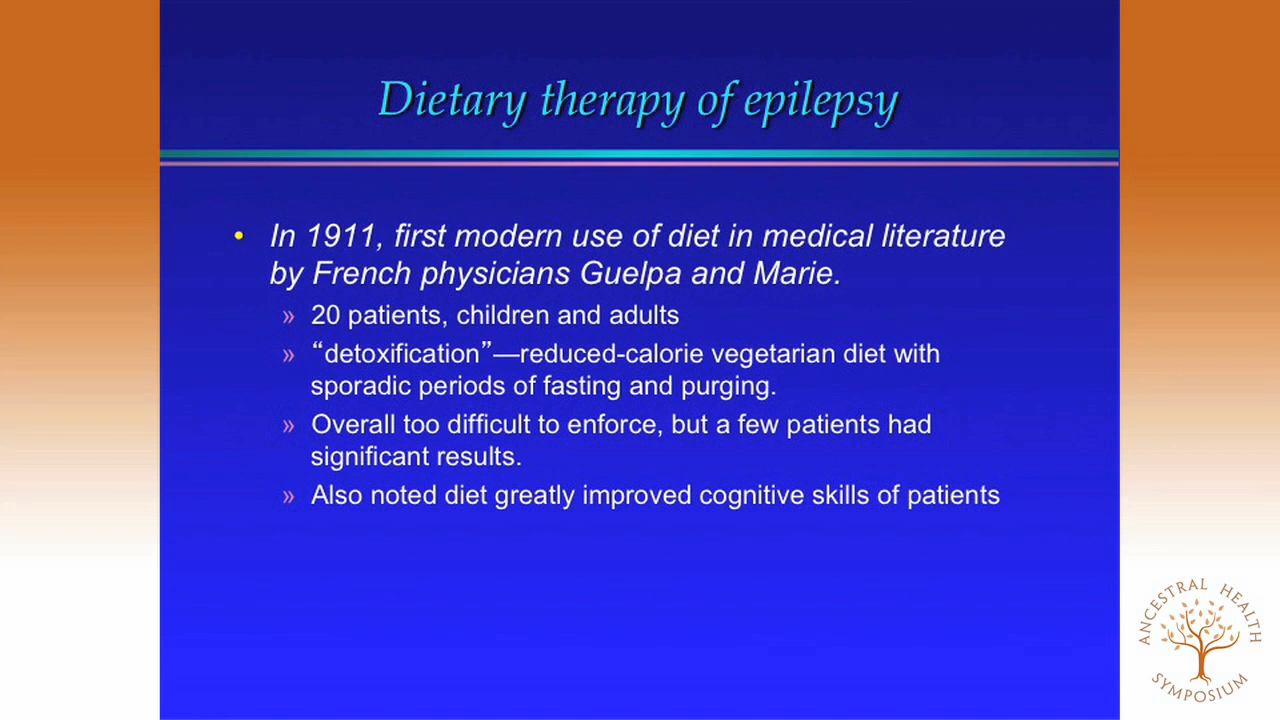 Dietary therapy of epilepsy
• In 1911, first modern use of diet in medical literature
by French physicians Guelpa and Marie.
» 20 patients, children and adults
» “detoxification”—reduced-calorie vegetarian diet with
sporadic periods of fasting and purging.
» Overall too difficult to enforce, but a few patients had
significant results.
» Also noted diet greatly improved cognitive skills of patients
ANCESTRAL HEALTH
SYMPOSIUM